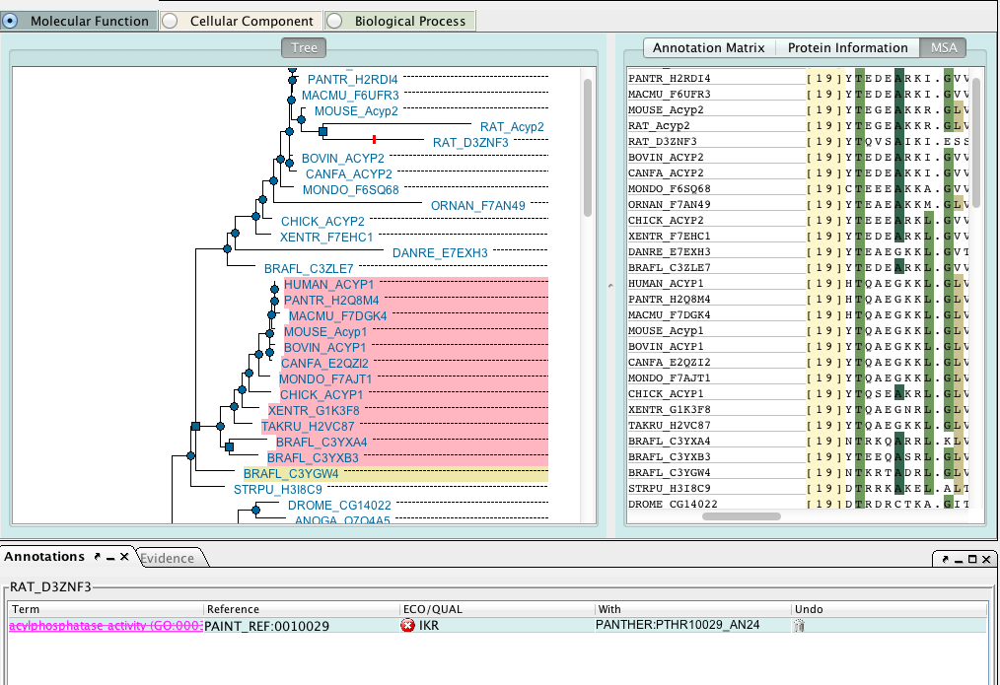 Molecular Function
Cellular Component
Biological Process
Tree
PANTR_H2RDI4
MACMU_F6UFR3
MOUSE_Acyp2
RAT_Acyp2
RAT_D3ZNF3
BOVIN_ACYP2
CANFA_ACYP2
MONDO_F6SQ68
ORNAN_F7AN49
CHICK_ACYP2
XENTR_F7EHC1
DANRE_E7EXH3
BRAFL_C3ZLE7
HUMAN_ACYP1
PANTR_H2Q8M4
MACMU_F7DGK4
MOUSE_Acyp1
BOVIN_ACYP1
CANFA_E2QZI2
MONDO_F7AJT1
CHICK_ACYP1
XENTR_G1K3F8
TAKRU_H2VC87
BRAFL_C3YXA4
BRAFL_C3YXB3
BRAFL_C3YGW4
STRPU_H3I8C9
DROME_CG14022
ANOGA_Q7Q4A5
Annotation Matrix
Protein Information
MSA
PANTR_H2RDI4 [19]YTEDEARKI.GVV
MACMU_F6UFR3 [19]YTEDEARKI.GVV
MOUSE_Acyp2 [19]YTEGEAKKR.GLV
RAT_Acyp2 [19]YTEGEAKKR.GLV
RAT_D3ZNF3 [19]YTQVSAIKI.ESS
BOVIN_ACYP2 [19]YTEDEAKKI.GVV
CANFA_ACYP2 [19]YTEDEAKKI.GVV
MONDO_F6SQ68 [19]CTEEEAKKA.GVV
ORNAN_F7AN49 [19]YTEAEAKKM.GLV
CHICK_ACYP2 [19]YTEEEARKL.GVV
XENTR_F7EHC1 [19]YTEDEARKL.GVV
DANRE_E7EXH3 [19]YTEAEGKKL.GVT
BRAFL_C3ZLE7 [19]YTEDEARKL.GVV
HUMAN_ACYP1 [19]HTQAEGKKL.GLV
PANTR_H2Q8M4 [19]HTQAEGKKL.GLV
MACMU_F7DGK4 [19]HTQAEGKKL.GLV
MOUSE_Acyp1 [19]YTQAEGKKL.GLV
BOVIN_ACYP1 [19]YTQAEGKKL.GLV
CANFA_E2QZI2 [19]YTQAEGKKL.GLV
MONDO_F7AJT1 [19]YTQAEGKKL.GLV
CHICK_ACYP1 [19]YTQSEARKL.GLV
XENTR_G1K3F8 [19]YTQAEGNRL.GLV
TAKRU_H2VC87 [19]YTQAEGKKL.GLV
BRAFL_C3YXA4 [19]NTRKQARRL.KLV
BRAFL_C3YXB3 [19]YTEEQASRL.GLV
BRAFL_C3YGW4 [19]NTKRTADRL.GLV
STRPU_H3I8C9 [19]DTRRKAKEL.ALT
DROME_CG14022 [19]DTRDRCTKA.GIT
Annotations
Evidence
RAT_D3ZNF3
Term Reference ECO/QUAL With Undo
acylphosphatase activity (GO:000 PAINT_REF:0010029 IKR PANTHER:PTHR10029_AN24